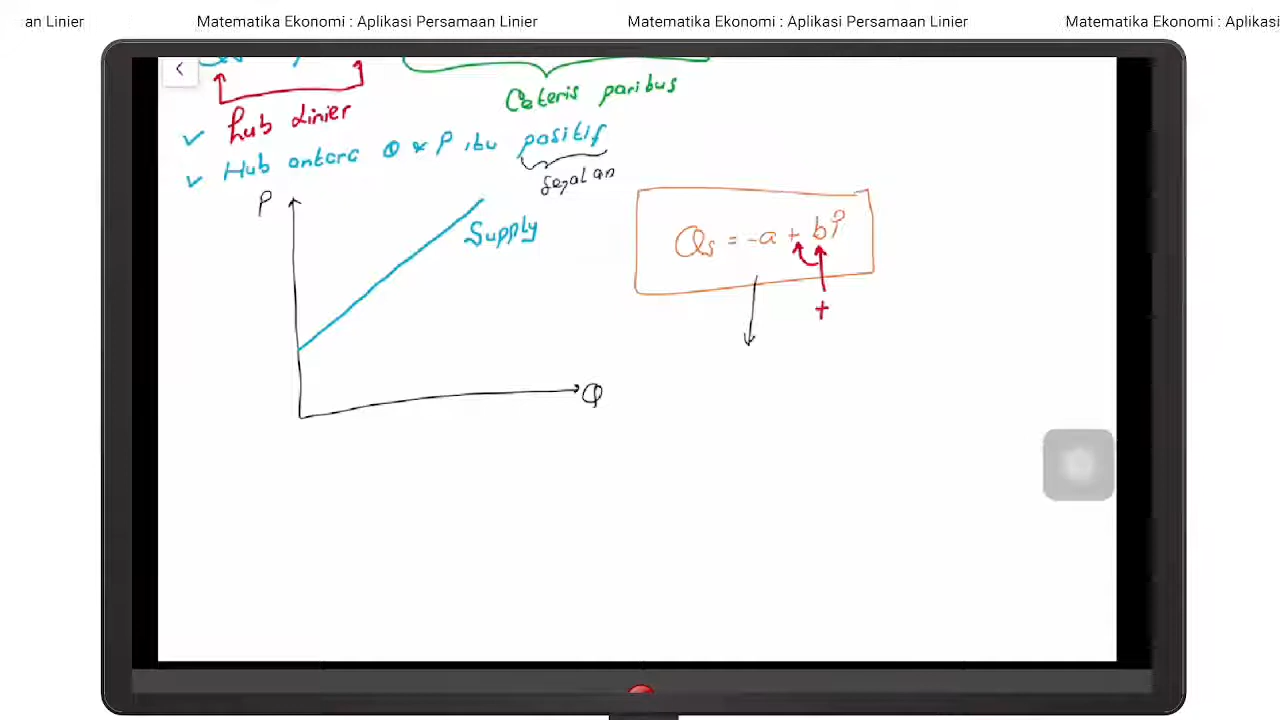 an Linier Matematika Ekonomi : Aplikasi Persamaan Linier Matematika Ekonomi : Aplikasi Persamaan Linier Matematika Ekonomi : Aplikasi
Ceteris paribus
✓ hub Linier
✓ Hub antara Q & P itu positif
Sejalan
P
Supply
Qs = -a + bP
+
Q